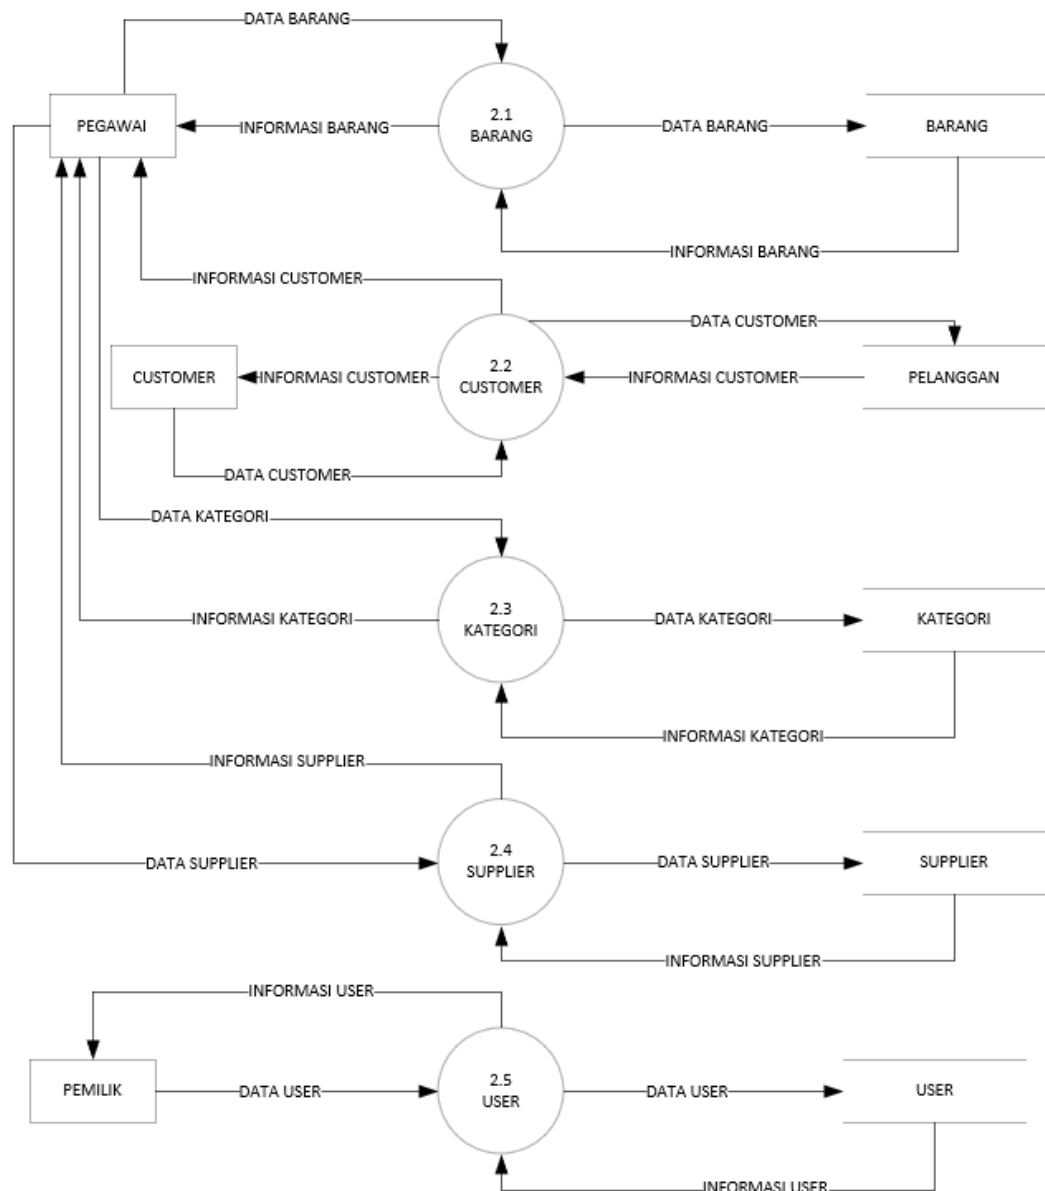 DATA BARANG
PEGAWAI
INFORMASI BARANG
2.1
BARANG
DATA BARANG
BARANG
INFORMASI BARANG
INFORMASI CUSTOMER
DATA CUSTOMER
CUSTOMER
INFORMASI CUSTOMER
2.2
CUSTOMER
INFORMASI CUSTOMER
PELANGGAN
DATA CUSTOMER
DATA KATEGORI
INFORMASI KATEGORI
2.3
KATEGORI
DATA KATEGORI
KATEGORI
INFORMASI KATEGORI
INFORMASI SUPPLIER
DATA SUPPLIER
2.4
SUPPLIER
DATA SUPPLIER
SUPPLIER
INFORMASI SUPPLIER
INFORMASI USER
PEMILIK
DATA USER
2.5
USER
DATA USER
USER
INFORMASI USER